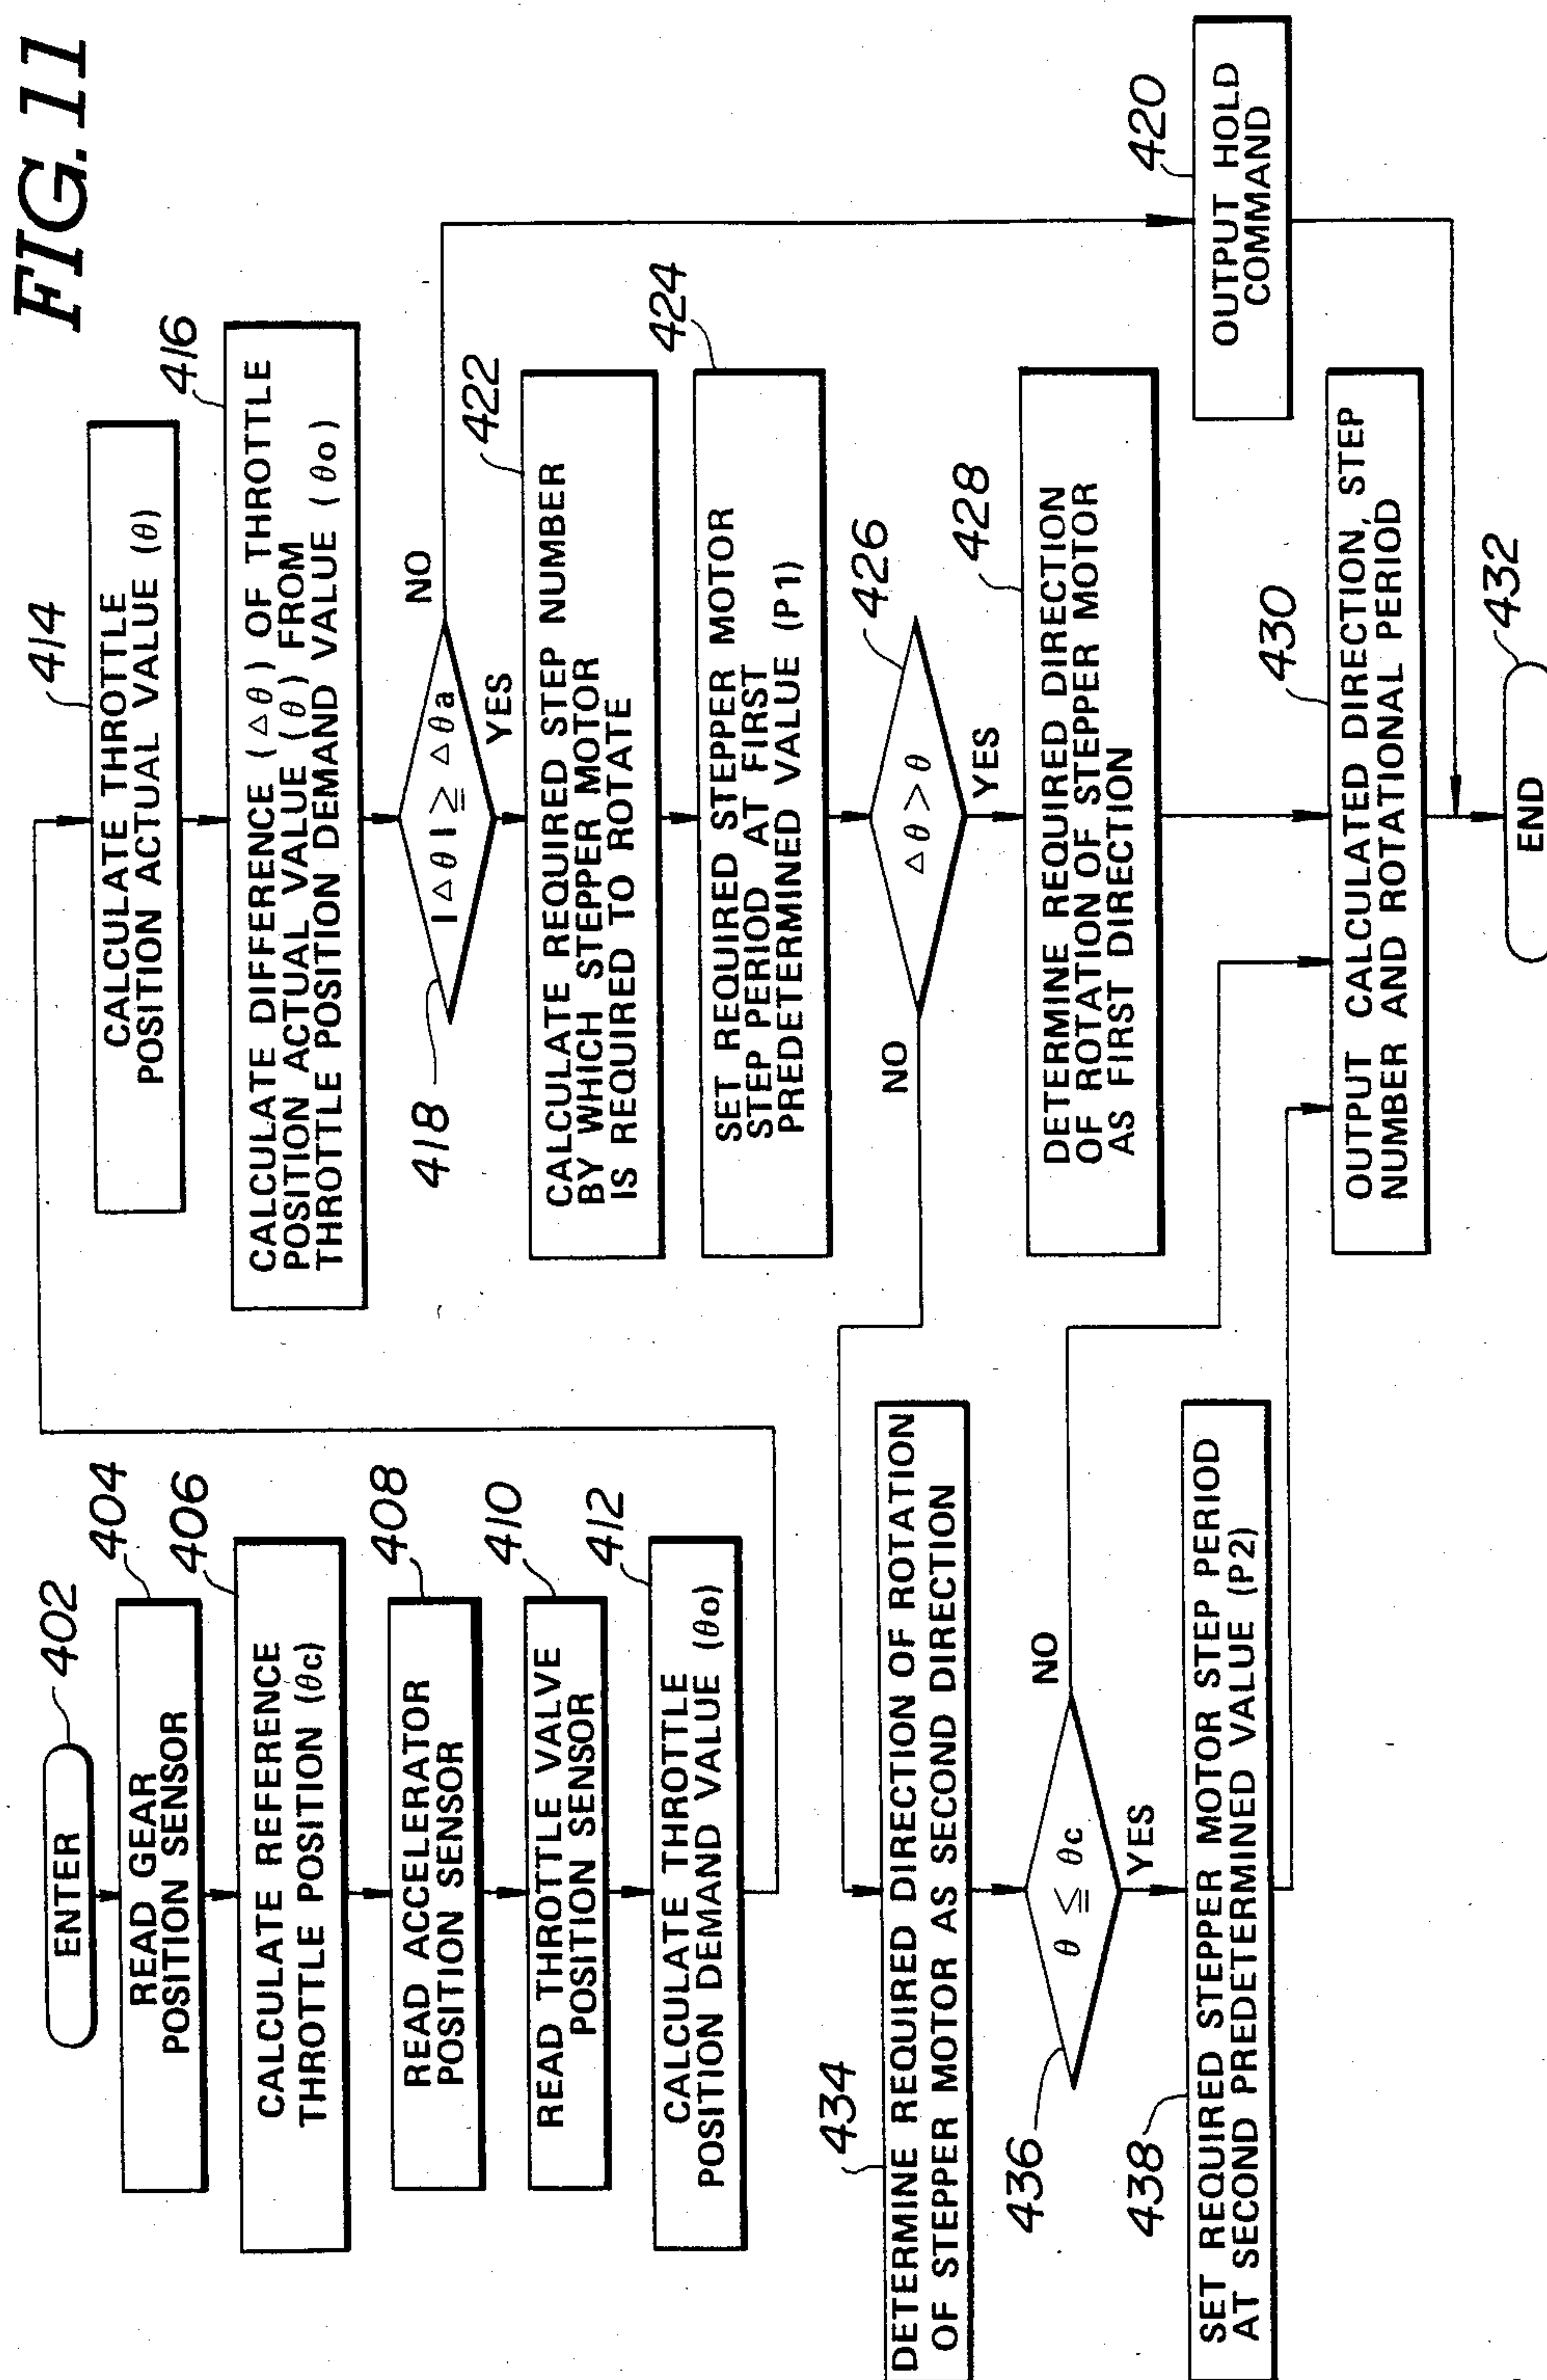 FIG.11
ENTER
402
READ GEAR
POSITION SENSOR
404
CALCULATE REFERENCE
THROTTLE POSITION (θc)
406
READ ACCELERATOR
POSITION SENSOR
408
READ THROTTLE VALVE
POSITION SENSOR
410
CALCULATE THROTTLE
POSITION DEMAND VALUE (θo)
412
CALCULATE THROTTLE
POSITION ACTUAL VALUE (θ)
414
CALCULATE DIFFERENCE (△θ) OF THROTTLE
POSITION ACTUAL VALUE (θ) FROM
THROTTLE POSITION DEMAND VALUE (θo)
416
|△θ| ≧ △θa
418
NO
YES
OUTPUT HOLD
COMMAND
420
CALCULATE REQUIRED STEP NUMBER
BY WHICH STEPPER MOTOR
IS REQUIRED TO ROTATE
422
SET REQUIRED STEPPER MOTOR
STEP PERIOD AT FIRST
PREDETERMINED VALUE (P1)
424
△θ > θ
426
NO
YES
DETERMINE REQUIRED DIRECTION
OF ROTATION OF STEPPER MOTOR
AS FIRST DIRECTION
428
OUTPUT CALCULATED DIRECTION, STEP
NUMBER AND ROTATIONAL PERIOD
430
END
432
DETERMINE REQUIRED DIRECTION OF ROTATION
OF STEPPER MOTOR AS SECOND DIRECTION
434
θ ≦ θc
436
NO
YES
SET REQUIRED STEPPER MOTOR STEP PERIOD
AT SECOND PREDETERMINED VALUE (P2)
438